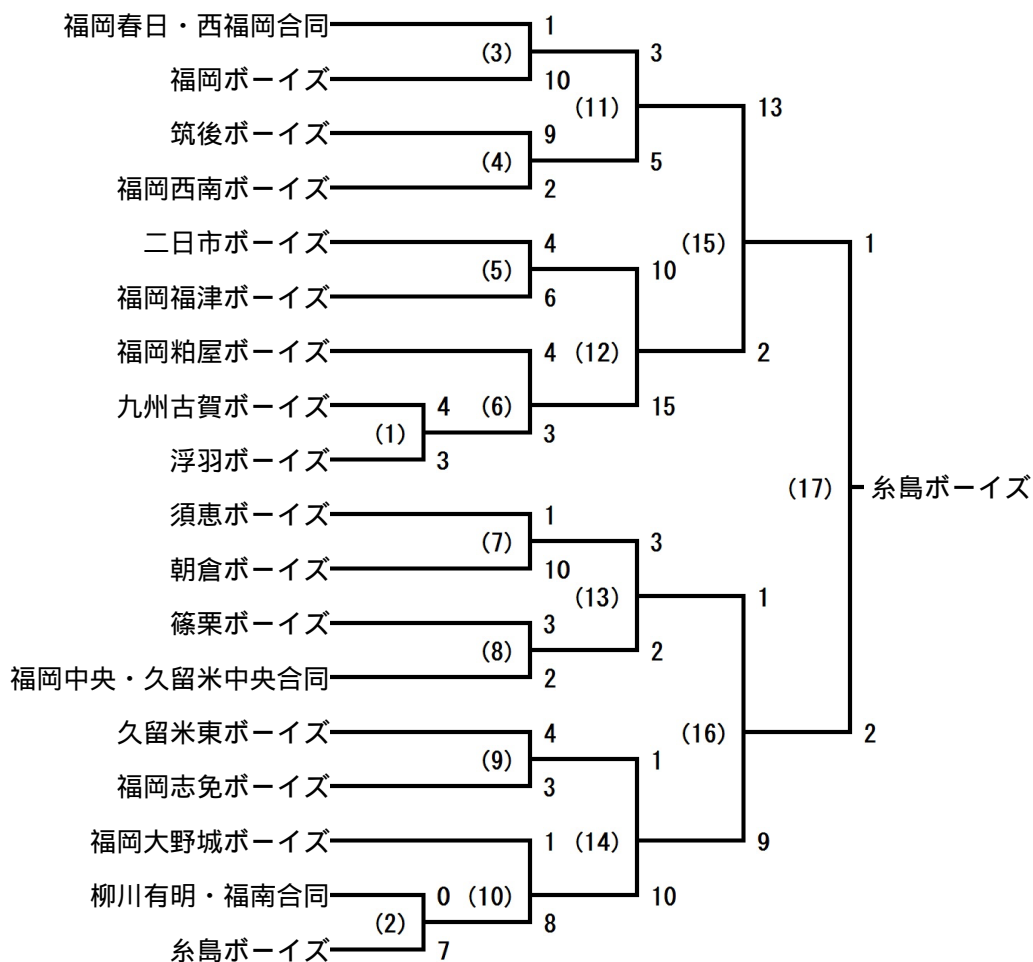 福岡春日・西福岡合同 1
(3) 3
福岡ボーイズ 10
(11) 13
筑後ボーイズ 9
(4) 5
福岡西南ボーイズ 2
二日市ボーイズ 4 (15) 1
(5) 10
福岡福津ボーイズ 6
福岡粕屋ボーイズ 4 (12) 2
九州古賀ボーイズ 4 (6) 15
(1) 3
浮羽ボーイズ 3
(17) 糸島ボーイズ
須恵ボーイズ 1
(7) 3
朝倉ボーイズ 10
(13) 1
篠栗ボーイズ 3
(8) 2
福岡中央・久留米中央合同 2
久留米東ボーイズ 4 (16) 2
(9) 1
福岡志免ボーイズ 3
福岡大野城ボーイズ 1 (14) 9
柳川有明・福南合同 0 (10) 10
(2) 8
糸島ボーイズ 7